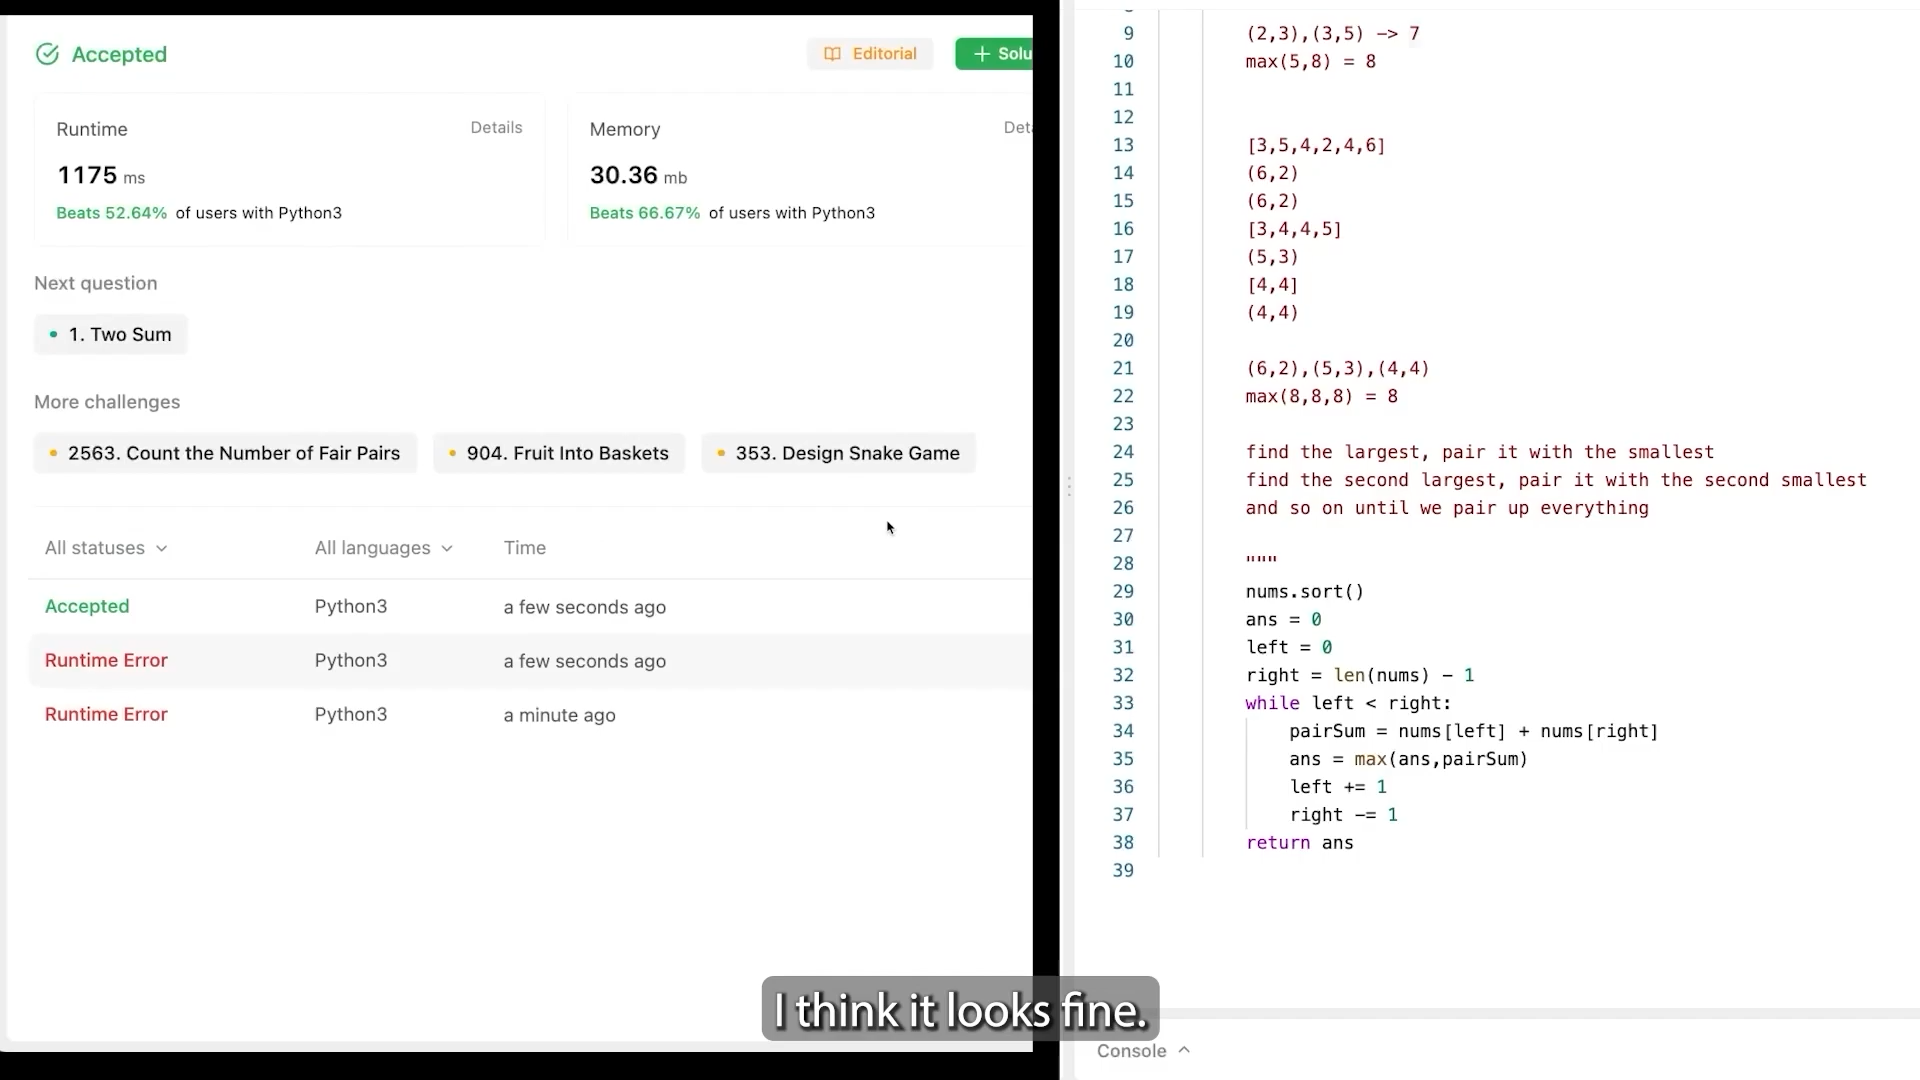 Accepted
Editorial
+ Solu
Runtime
Details
Memory
Deta
1175 ms
30.36 mb
Beats 52.64% of users with Python3
Beats 66.67% of users with Python3
Next question
1. Two Sum
More challenges
2563. Count the Number of Fair Pairs
904. Fruit Into Baskets
353. Design Snake Game
All statuses
All languages
Time
Accepted Python3 a few seconds ago
Runtime Error Python3 a few seconds ago
Runtime Error Python3 a minute ago
9 (2,3),(3,5) -> 7
10 max(5,8) = 8
11
12
13 [3,5,4,2,4,6]
14 (6,2)
15 (6,2)
16 [3,4,4,5]
17 (5,3)
18 [4,4]
19 (4,4)
20
21 (6,2),(5,3),(4,4)
22 max(8,8,8) = 8
23
24 find the largest, pair it with the smallest
25 find the second largest, pair it with the second smallest
26 and so on until we pair up everything
27
28 """
29 nums.sort()
30 ans = 0
31 left = 0
32 right = len(nums) - 1
33 while left < right:
34 pairSum = nums[left] + nums[right]
35 ans = max(ans,pairSum)
36 left += 1
37 right -= 1
38 return ans
39
Console
I think it looks fine.